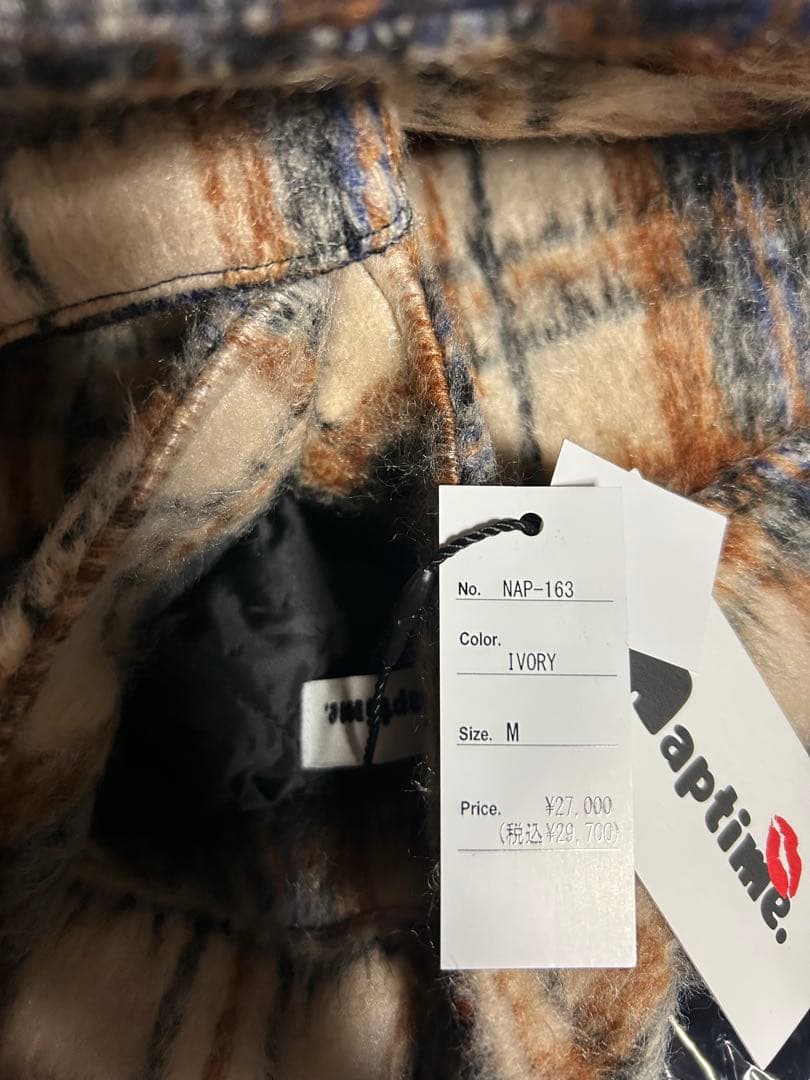 No. NAP-163
Color.
IVORY
Size. M
Price. ¥27,000
(税込¥29,700)
aptime.